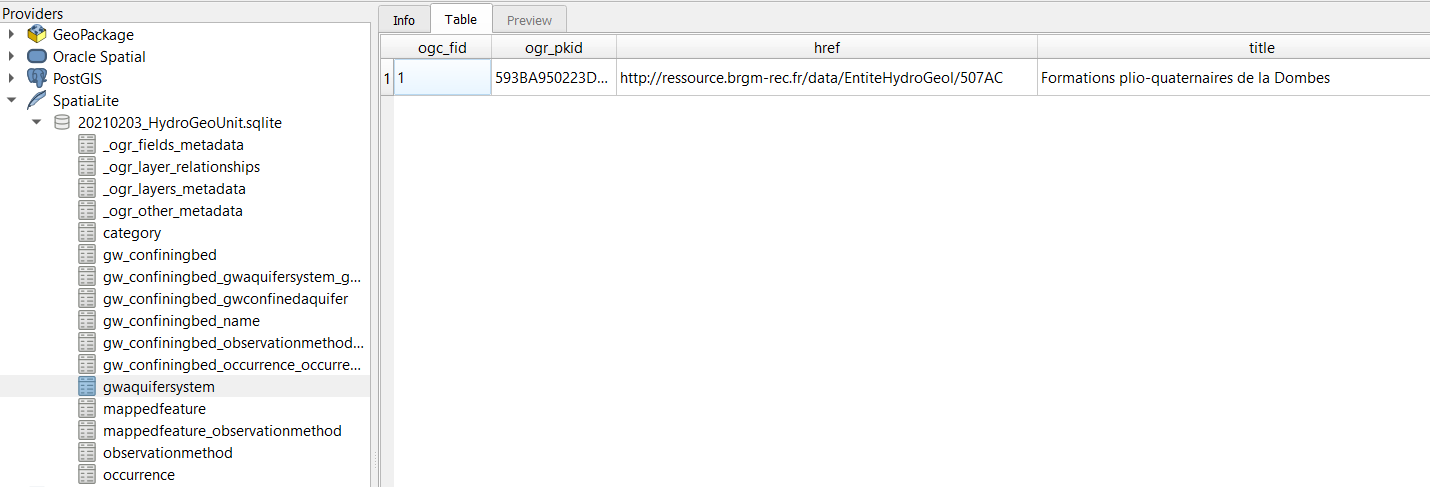 Providers
GeoPackage
Oracle Spatial
PostGIS
SpatiaLite
20210203_HydroGeoUnit.sqlite
_ogr_fields_metadata
_ogr_layer_relationships
_ogr_layers_metadata
_ogr_other_metadata
category
gw_confiningbed
gw_confiningbed_gwaquifersystem_g...
gw_confiningbed_gwconfinedaquifer
gw_confiningbed_name
gw_confiningbed_observationmethod...
gw_confiningbed_occurrence_occurre...
gwaquifersystem
mappedfeature
mappedfeature_observationmethod
observationmethod
occurrence
Info Table Preview
ogc_fid ogr_pkid href title
1 1 593BA950223D... http://ressource.brgm-rec.fr/data/EntiteHydroGeol/507AC Formations plio-quaternaires de la Dombes